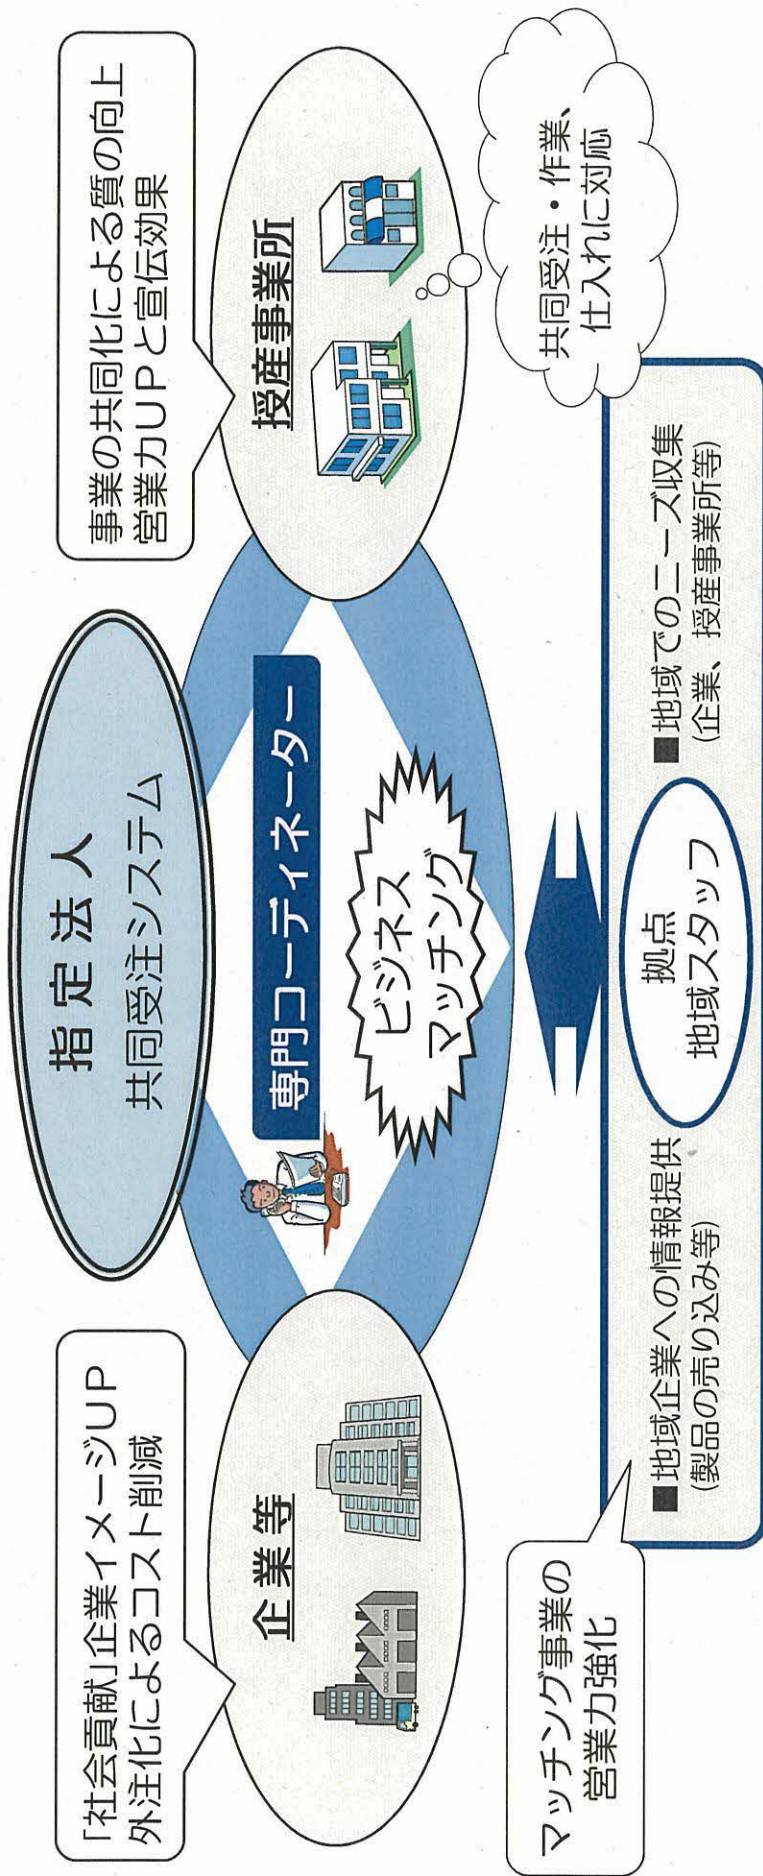 指定法人
共同受注システム
「社会貢献」企業イメージUP
外注化によるコスト削減
企業等
専門コーディネーター
ビジネス
マッチング
事業の共同化による質の向上
営業力UPと宣伝効果
授産事業所
共同受注・作業、
仕入れに対応
マッチング事業の
営業力強化
■地域企業への情報提供
(製品の売り込み等)
拠点
地域スタッフ
■地域でのニーズ収集
(企業、授産事業所等)